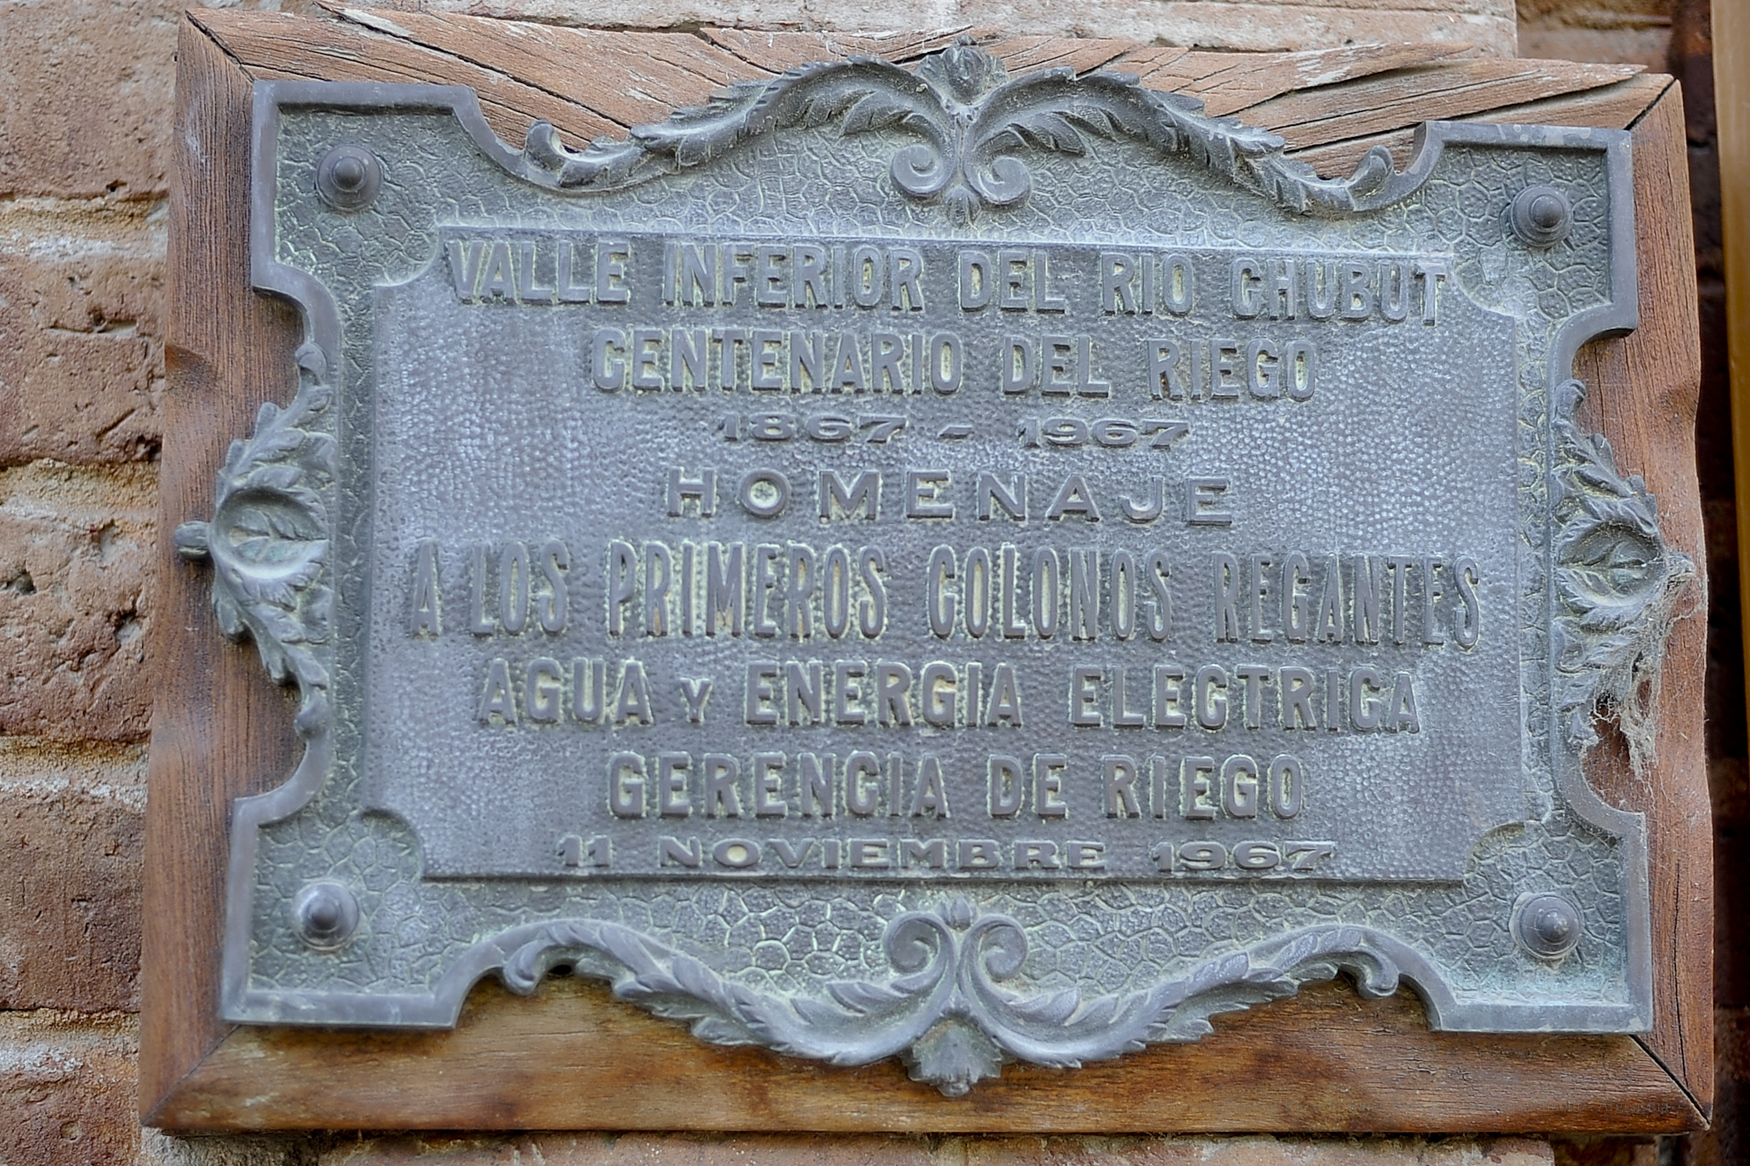 VALLE INFERIOR DEL RIO CHUBUT
CENTENARIO DEL RIEGO
1867 - 1967
HOMENAJE
A LOS PRIMEROS COLONOS REGANTES
AGUA Y ENERGIA ELECTRICA
GERENCIA DE RIEGO
11 NOVIEMBRE 1967